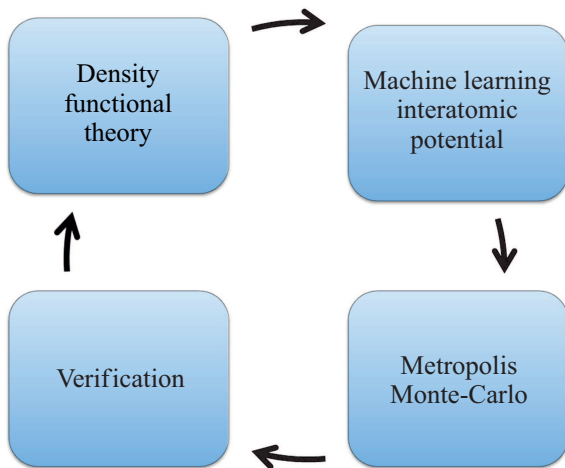 Density
functional
theory
Machine learning
interatomic
potential
Verification
Metropolis
Monte-Carlo